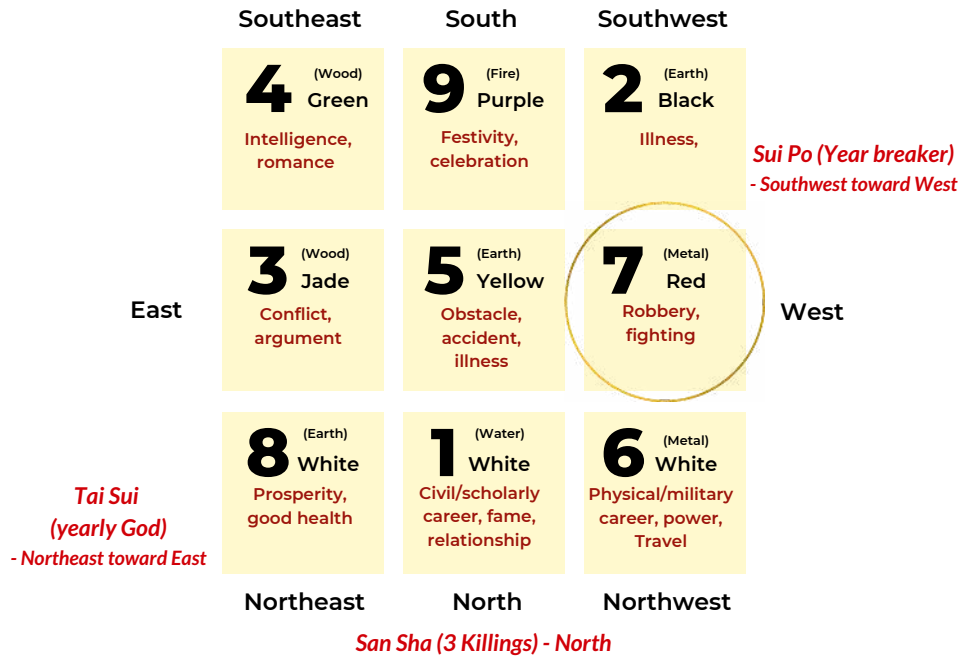 Southeast
South
Southwest
4
(Wood)
Green
Intelligence,
romance
9
(Fire)
Purple
Festivity,
celebration
2
(Earth)
Black
Illness,
Sui Po (Year breaker)
- Southwest toward West
East
3
(Wood)
Jade
Conflict,
argument
5
(Earth)
Yellow
Obstacle,
accident,
illness
7
(Metal)
Red
Robbery,
fighting
West
Tai Sui
(yearly God)
- Northeast toward East
8
(Earth)
White
Prosperity,
good health
1
(Water)
White
Civil/scholarly
career, fame,
relationship
6
(Metal)
White
Physical/military
career, power,
Travel
Northeast
North
Northwest
San Sha (3 Killings) - North